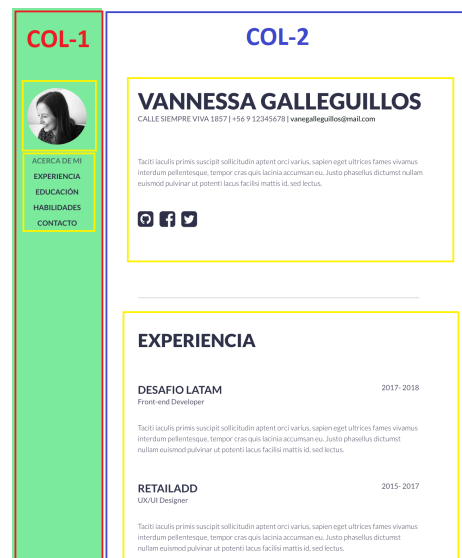 COL-1
COL-2
ACERCA DE MI
EXPERIENCIA
EDUCACIÓN
HABILIDADES
CONTACTO
VANNESSA GALLEGUILLOS
CALLE SIEMPRE VIVA 1857 | +56 9 12345678 | vanegalleguillos@mail.com
Taciti iaculis primis suscipit sollicitudin aptent orci varius, sapien eget ultrices fames vivamus
interdum pellentesque, tempor cras quis lacinia accumsan eu. Justo phasellus dictumst nullam
euismod pulvinar ut potenti lacus facilisi mattis id, sed lectus.
EXPERIENCIA
DESAFIO LATAM
2017- 2018
Front-end Developer
Taciti iaculis primis suscipit sollicitudin aptent orci varius, sapien eget ultrices fames vivamus
interdum pellentesque, tempor cras quis lacinia accumsan eu. Justo phasellus dictumst
nullam euismod pulvinar ut potenti lacus facilisi mattis id, sed lectus.
RETAILADD
2015- 2017
UX/UI Designer
Taciti iaculis primis suscipit sollicitudin aptent orci varius, sapien eget ultrices fames vivamus
interdum pellentesque, tempor cras quis lacinia accumsan eu. Justo phasellus dictumst
nullam euismod pulvinar ut potenti lacus facilisi mattis id, sed lectus.